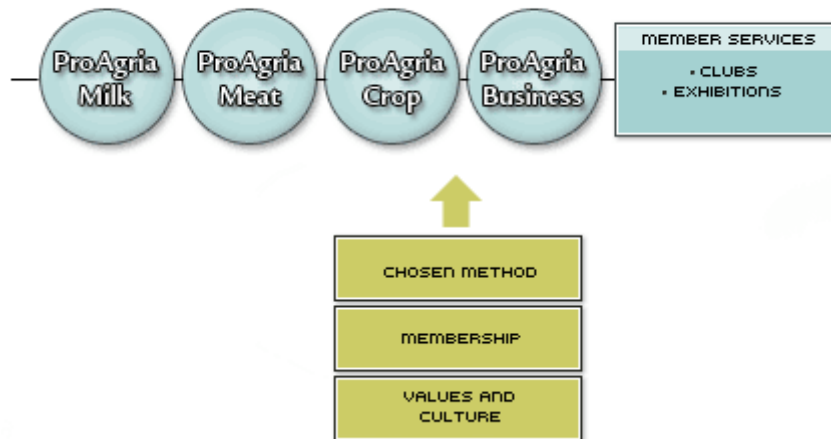 ProAgria
Milk
ProAgria
Meat
ProAgria
Crop
ProAgria
Business
MEMBER SERVICES
• CLUBS
• EXHIBITIONS
CHOSEN METHOD
MEMBERSHIP
VALUES AND
CULTURE